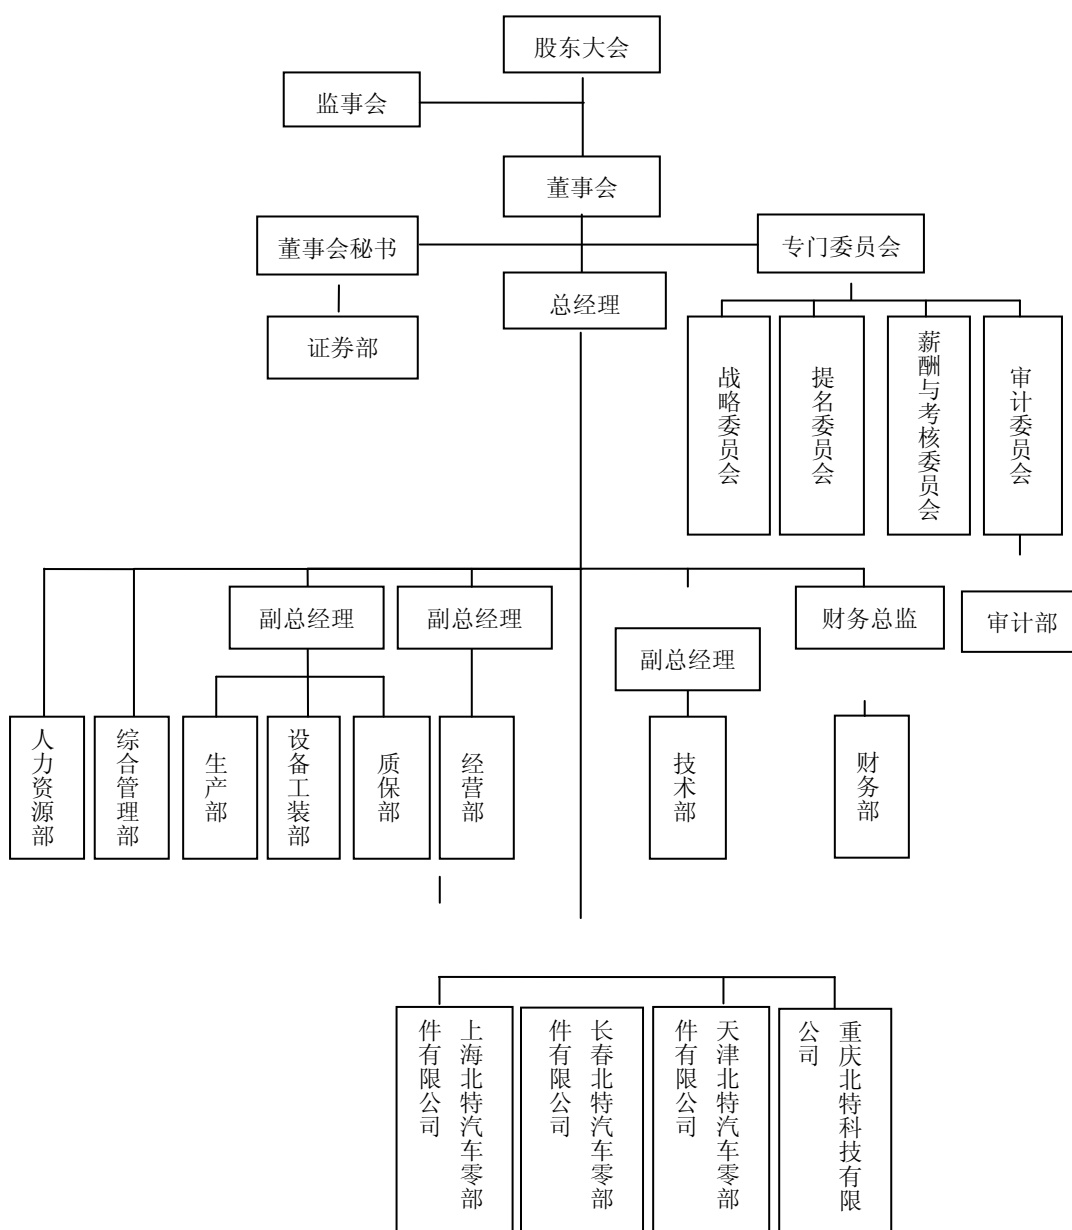 股东大会
监事会
董事会
董事会秘书
专门委员会
总经理
证券部
战略委员会
提名委员会
薪酬与考核委员会
审计委员会
副总经理
副总经理
财务总监
审计部
副总经理
人力资源部
综合管理部
生产部
设备工装部
质保部
经营部
技术部
财务部
上海北特汽车零部
件有限公司
长春北特汽车零部
件有限公司
天津北特汽车零部
件有限公司
重庆北特科技有限
公司